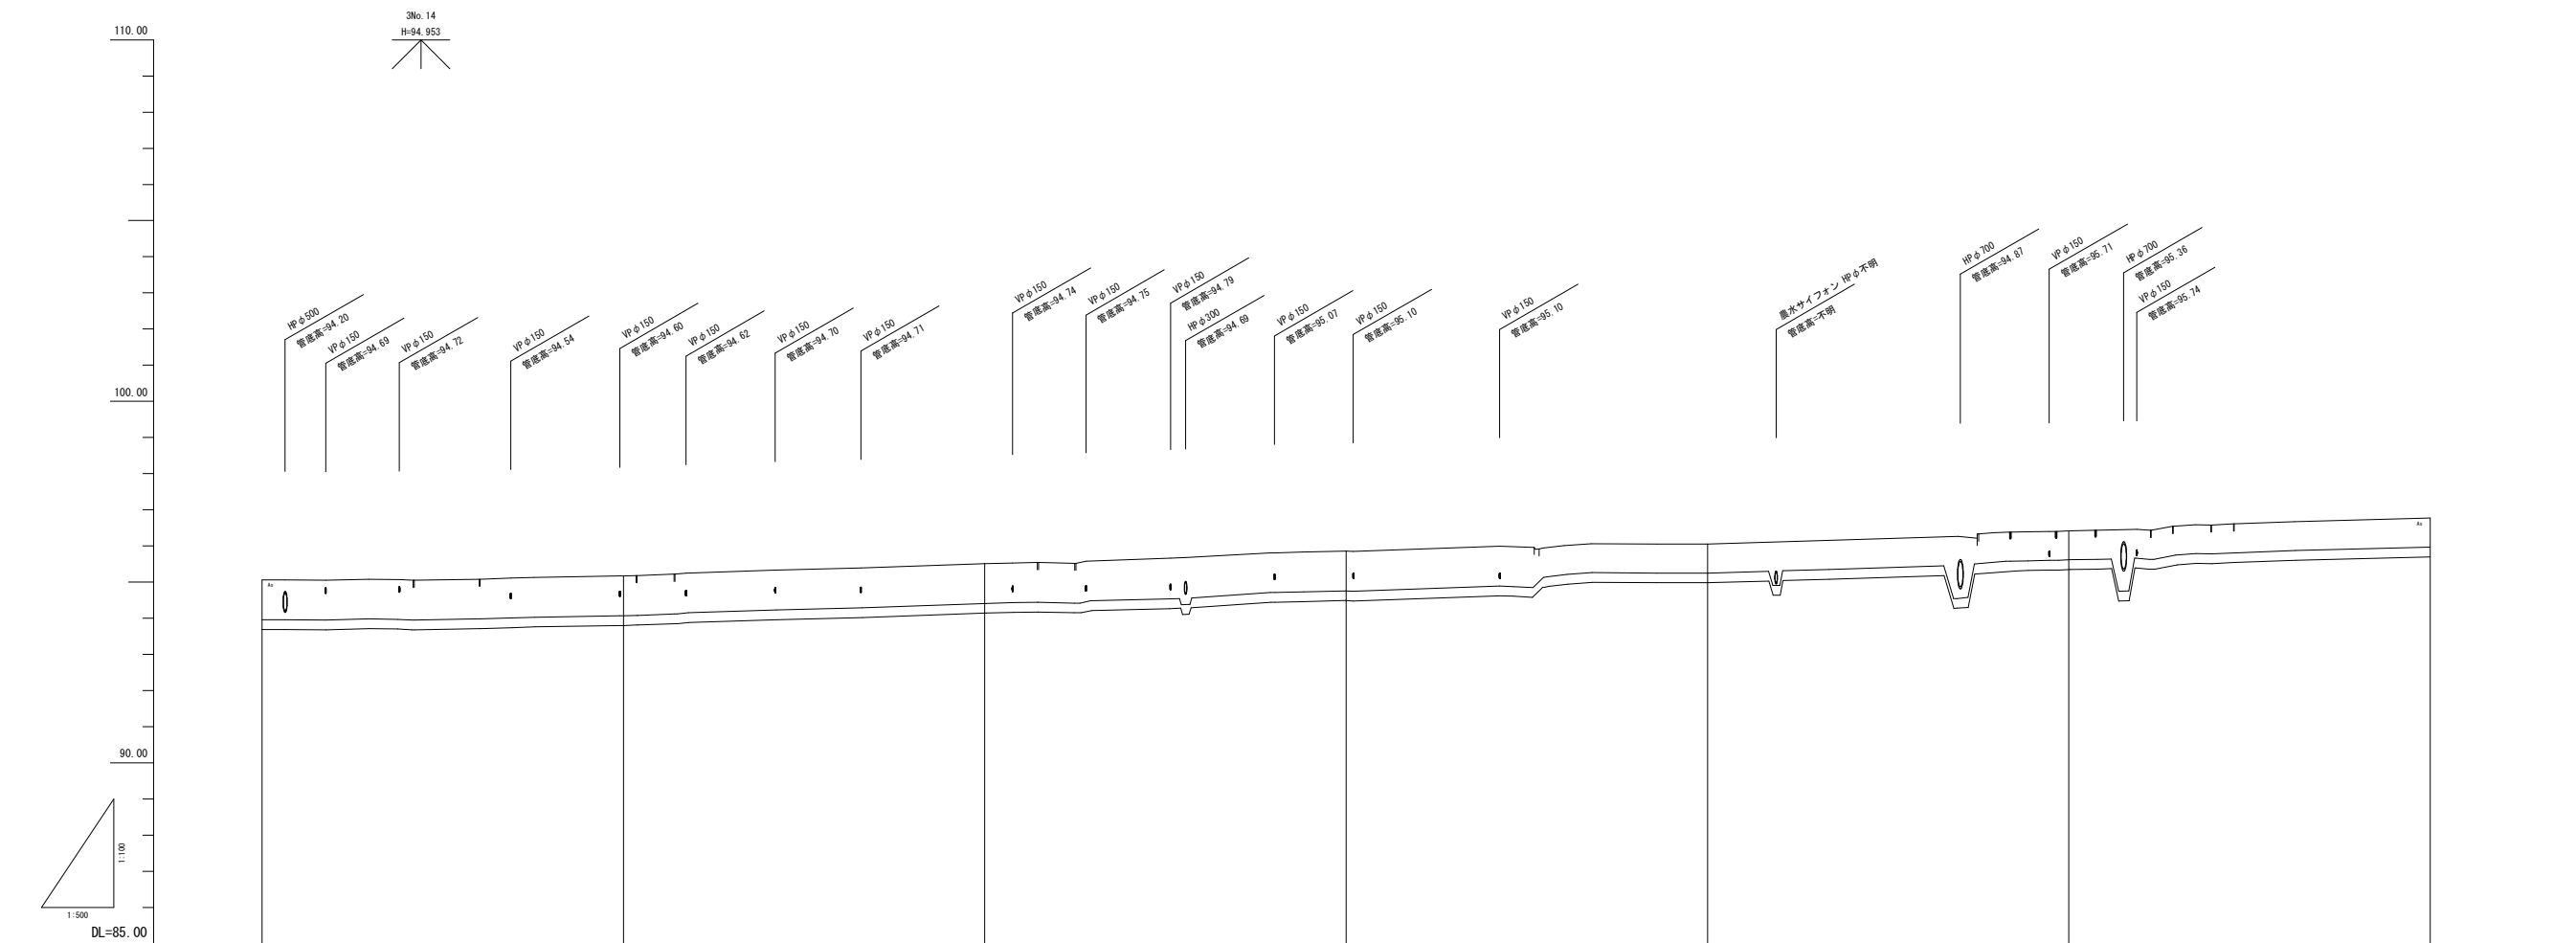 3No.14
H=94.953
110.00
HPφ500
管底高=94.20
VPφ150
管底高=94.69
VPφ150
管底高=94.72
VPφ150
管底高=94.54
VPφ150
管底高=94.60
VPφ150
管底高=94.62
VPφ150
管底高=94.70
VPφ150
管底高=94.71
VPφ150
管底高=94.74
VPφ150
管底高=94.75
VPφ150
管底高=94.79
HPφ300
管底高=94.69
VPφ150
管底高=95.07
VPφ150
管底高=95.10
VPφ150
管底高=95.10
農水サイフォン HPφ不明
管底高=不明
HPφ700
管底高=94.87
VPφ150
管底高=95.71
HPφ700
管底高=95.36
VPφ150
管底高=95.74
100.00
As
As
90.00
1:100
1:500
DL=85.00